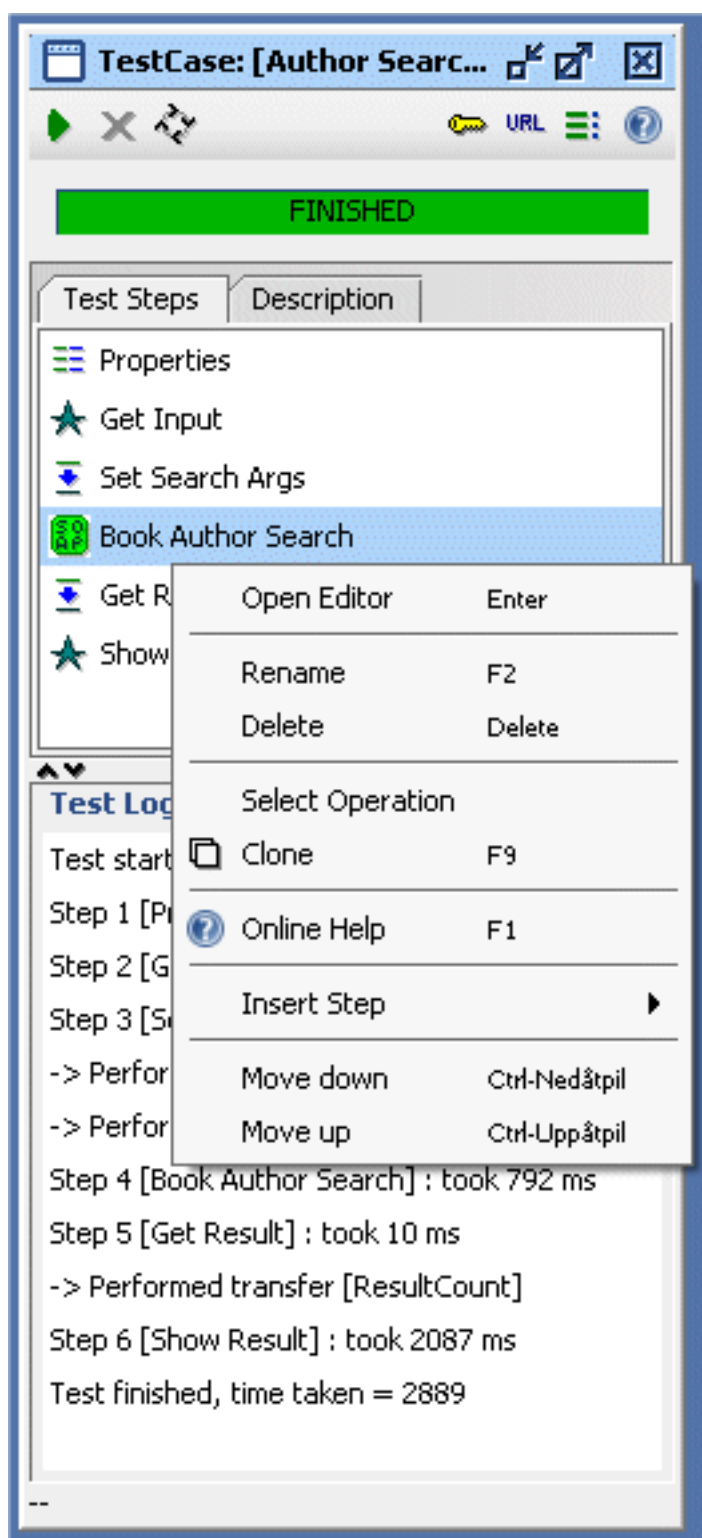 TestCase: [Author Searc...
URL
FINISHED
Test Steps Description
Properties
Get Input
Set Search Args
SOAP Book Author Search
Get R
Show
Open Editor Enter
Rename F2
Delete Delete
Select Operation
Clone F9
Online Help F1
Insert Step
Move down Ctrl-Nedåtpil
Move up Ctrl-Uppåtpil
Test Log
Test start
Step 1 [Pr
Step 2 [G
Step 3 [Se
-> Perfor
-> Perfor
Step 4 [Book Author Search] : took 792 ms
Step 5 [Get Result] : took 10 ms
-> Performed transfer [ResultCount]
Step 6 [Show Result] : took 2087 ms
Test finished, time taken = 2889
--